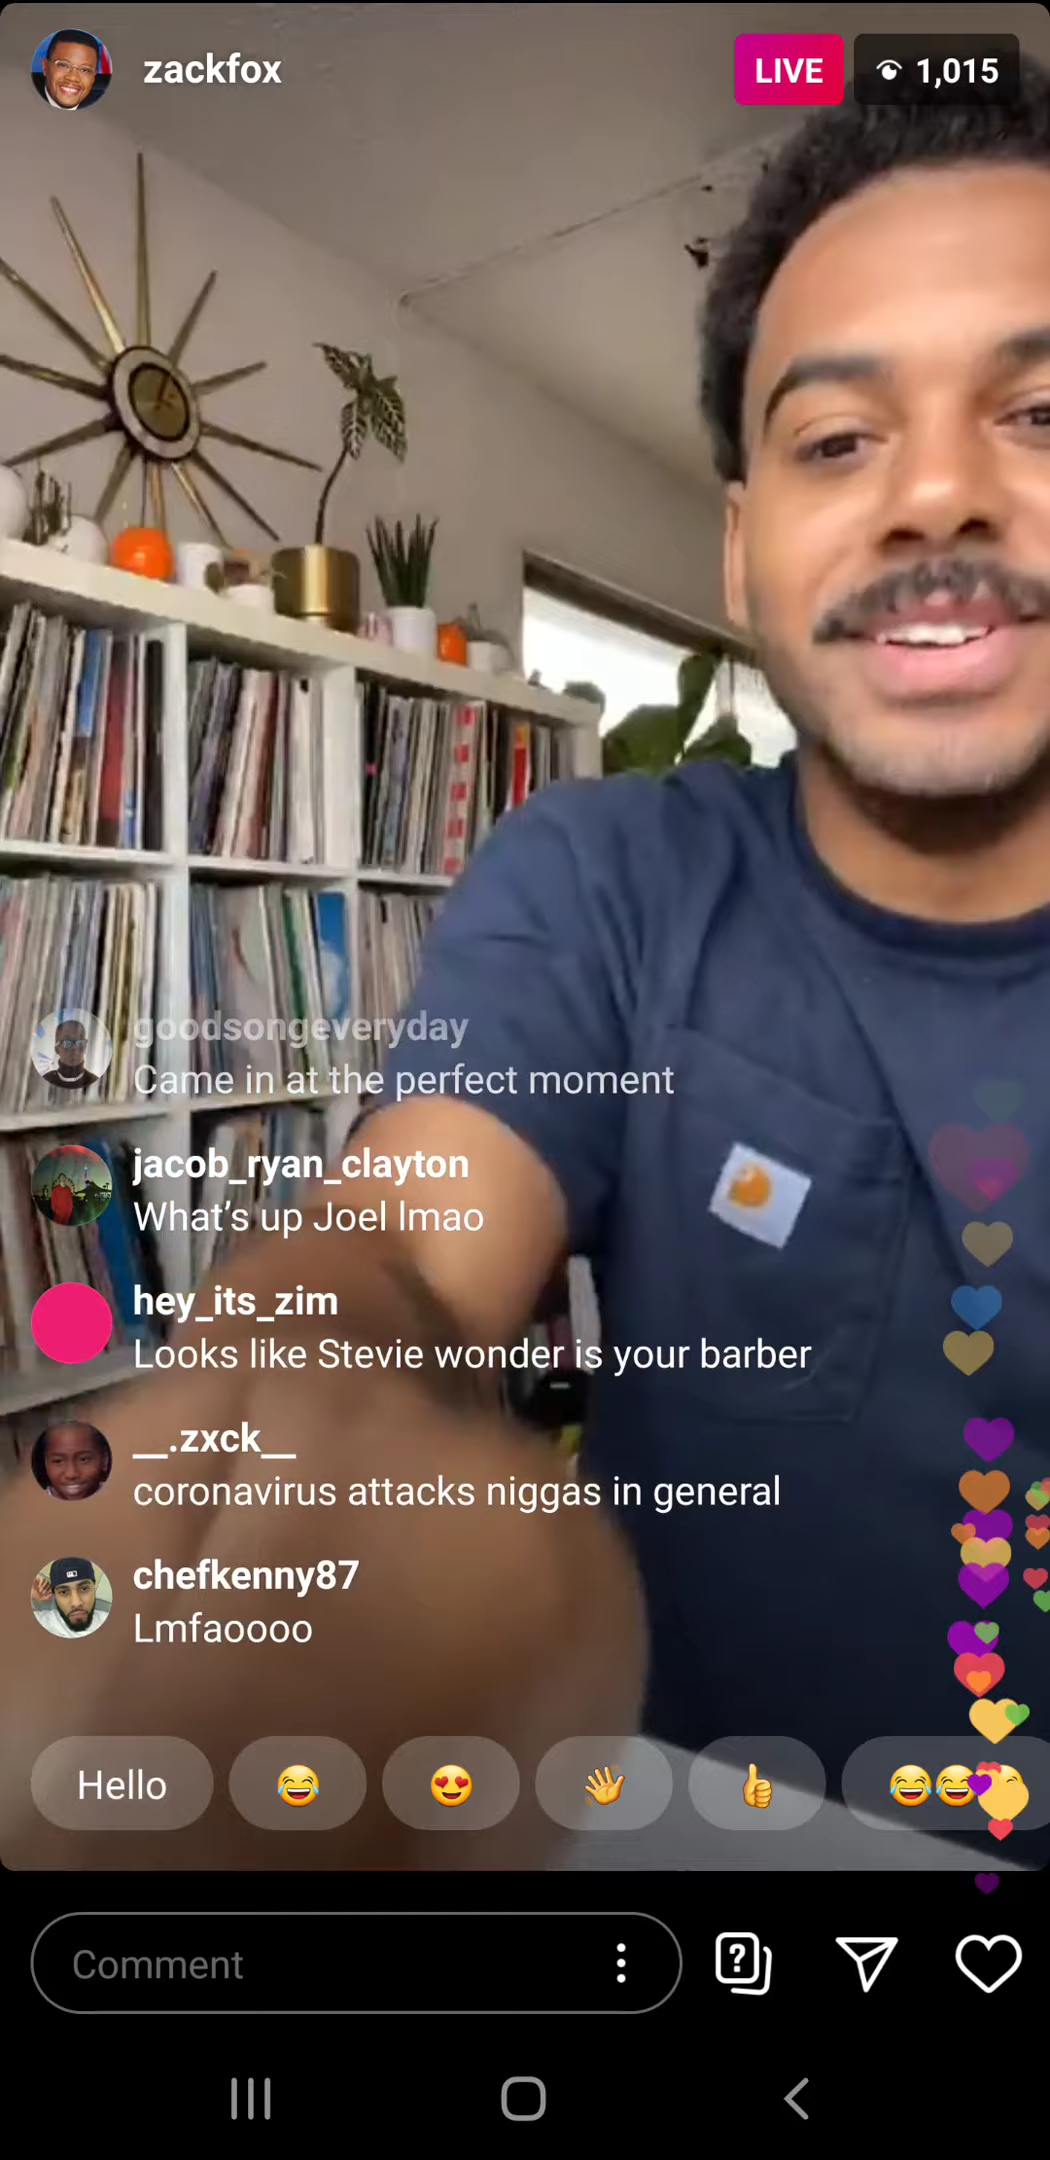 zackfox
LIVE
1,015
goodsongeveryday
Came in at the perfect moment
jacob_ryan_clayton
What’s up Joel lmao
hey_its_zim
Looks like Stevie wonder is your barber
__.zxck__
coronavirus attacks niggas in general
chefkenny87
Lmfaoooo
Hello
Comment